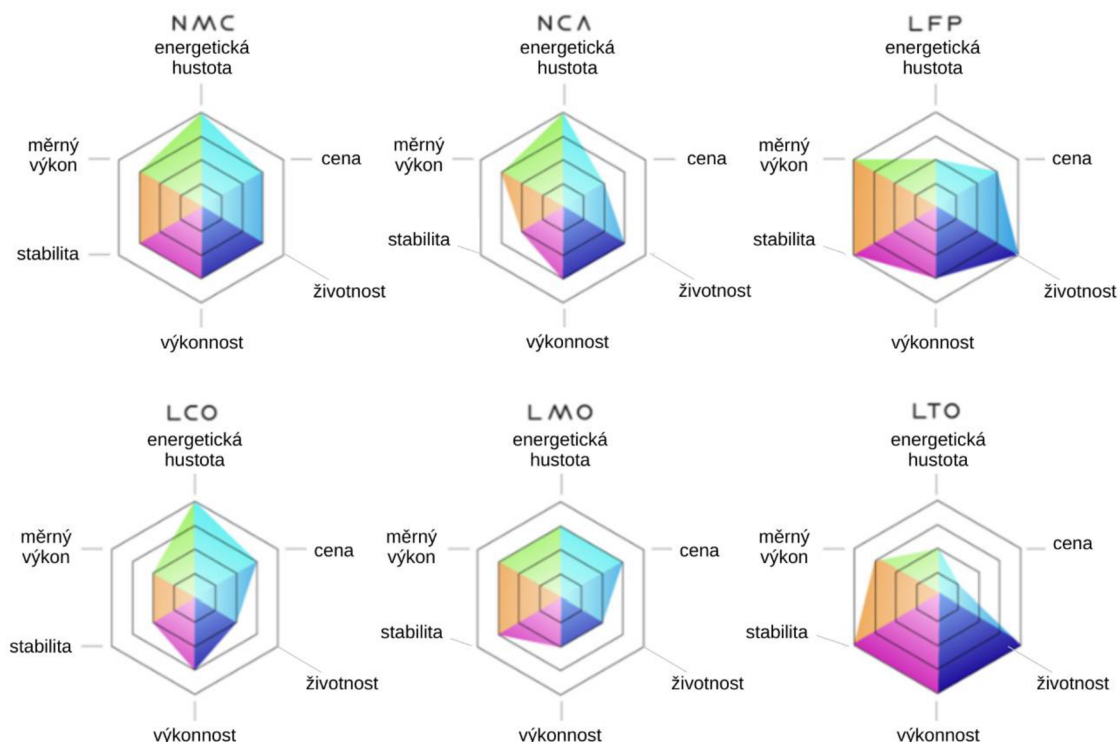 NMC
energetická
hustota
měrný
výkon
cena
stabilita
životnost
výkonnost
NCA
energetická
hustota
měrný
výkon
cena
stabilita
životnost
výkonnost
LFP
energetická
hustota
měrný
výkon
cena
stabilita
životnost
výkonnost
LCO
energetická
hustota
měrný
výkon
cena
stabilita
životnost
výkonnost
LMO
energetická
hustota
měrný
výkon
cena
stabilita
životnost
výkonnost
LTO
energetická
hustota
měrný
výkon
cena
stabilita
životnost
výkonnost